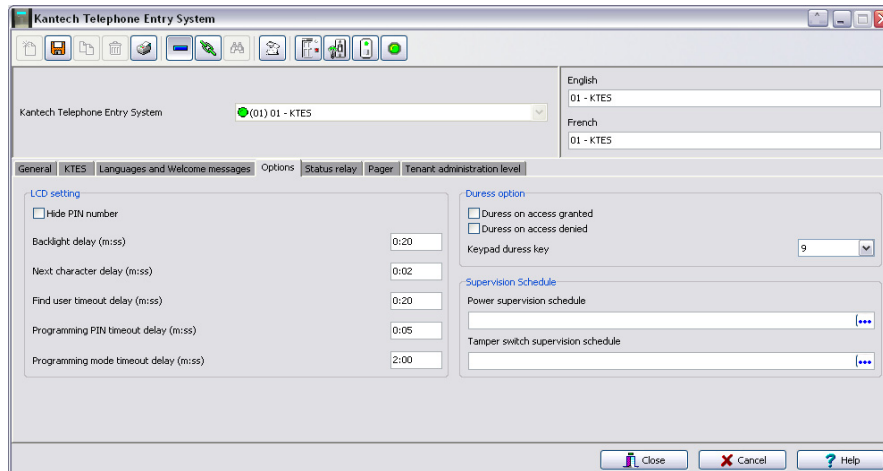 Kantech Telephone Entry System
Kantech Telephone Entry System
(01) 01 - KTES
English
01 - KTES
French
01 - KTES
General
KTES
Languages and Welcome messages
Options
Status relay
Pager
Tenant administration level
LCD setting
Hide PIN number
Backlight delay (m:ss)
0:20
Next character delay (m:ss)
0:02
Find user timeout delay (m:ss)
0:20
Programming PIN timeout delay (m:ss)
0:05
Programming mode timeout delay (m:ss)
2:00
Duress option
Duress on access granted
Duress on access denied
Keypad duress key
9
Supervision Schedule
Power supervision schedule
Tamper switch supervision schedule
Close
Cancel
Help